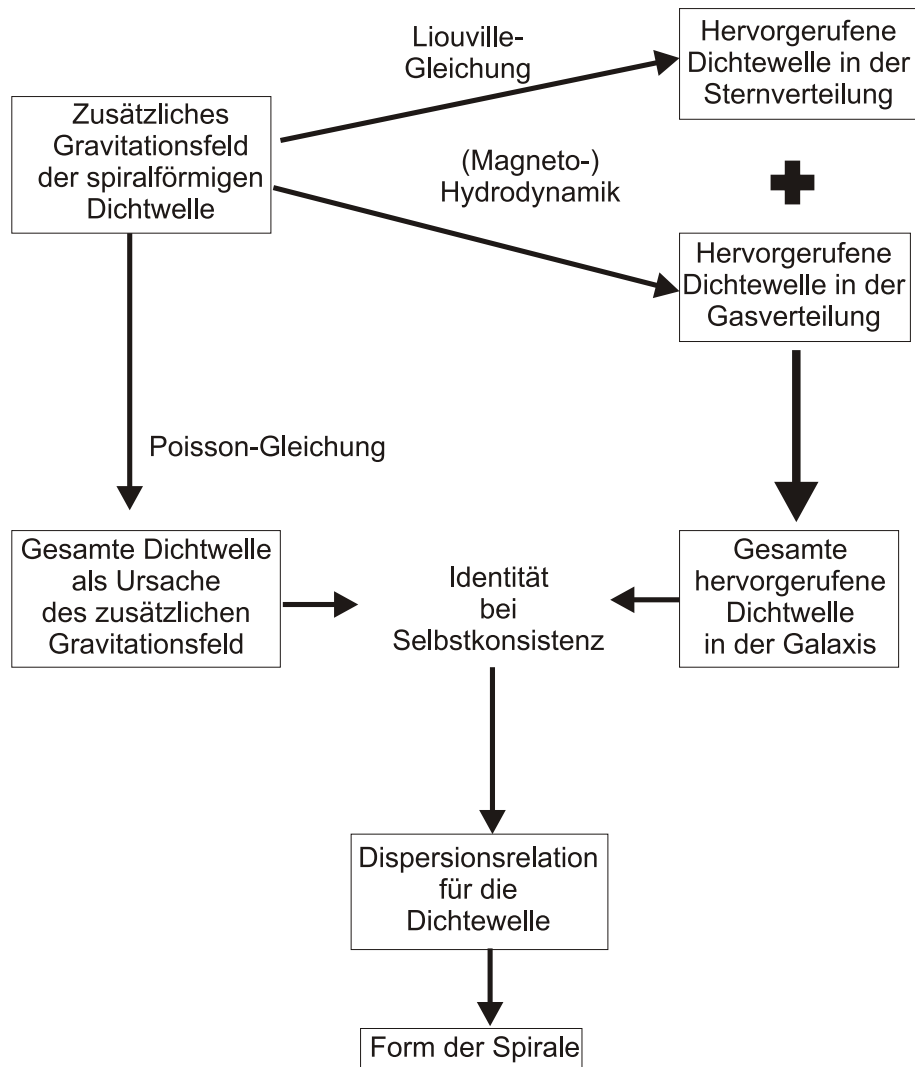 Liouville-
Gleichung
Hervorgerufene
Dichtewelle in der
Sternverteilung
Zusätzliches
Gravitationsfeld
der spiralförmigen
Dichtwelle
(Magneto-)
Hydrodynamik
Hervorgerufene
Dichtewelle in der
Gasverteilung
Poisson-Gleichung
Gesamte Dichtwelle
als Ursache
des zusätzlichen
Gravitationsfeld
Identität
bei
Selbstkonsistenz
Gesamte
hervorgerufene
Dichtwelle
in der Galaxis
Dispersionsrelation
für die
Dichtewelle
Form der Spirale